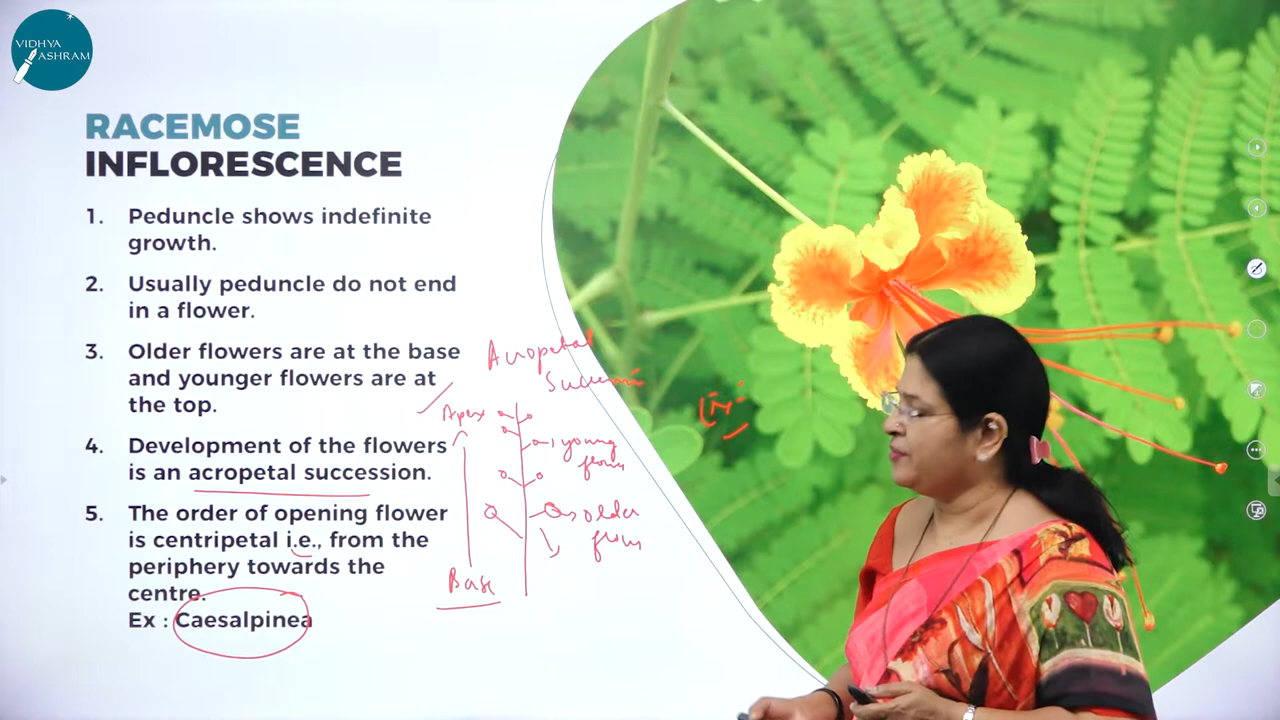 VIDHYA
ASHRAM
RACEMOSE
INFLORESCENCE
1. Peduncle shows indefinite
growth.
2. Usually peduncle do not end
in a flower.
3. Older flowers are at the base
and younger flowers are at
the top.
4. Development of the flowers
is an acropetal succession.
5. The order of opening flower
is centripetal i.e., from the
periphery towards the
centre.
Ex : Caesalpinea
Acropetal
Apex
young
older
Base